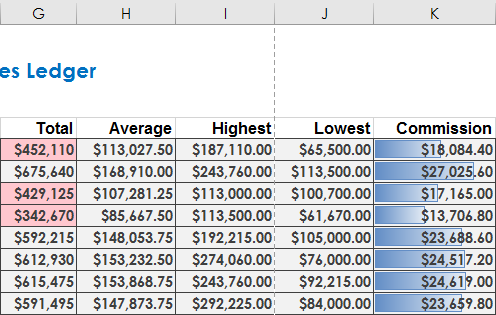 G H I J K
es Ledger
Total Average Highest Lowest Commission
$452,110 $113,027.50 $187,110.00 $65,500.00 $18,084.40
$675,640 $168,910.00 $243,760.00 $113,500.00 $27,025.60
$429,125 $107,281.25 $113,000.00 $100,700.00 $17,165.00
$342,670 $85,667.50 $113,500.00 $61,670.00 $13,706.80
$592,215 $148,053.75 $192,215.00 $105,000.00 $23,688.60
$612,930 $153,232.50 $274,060.00 $76,000.00 $24,517.20
$615,475 $153,868.75 $243,760.00 $92,215.00 $24,619.00
$591,495 $147,873.75 $292,225.00 $84,000.00 $23,659.80